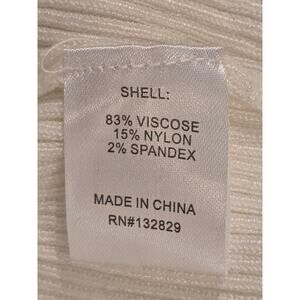 SHELL:
83% VISCOSE
15% NYLON
2% SPANDEX
MADE IN CHINA
RN#132829